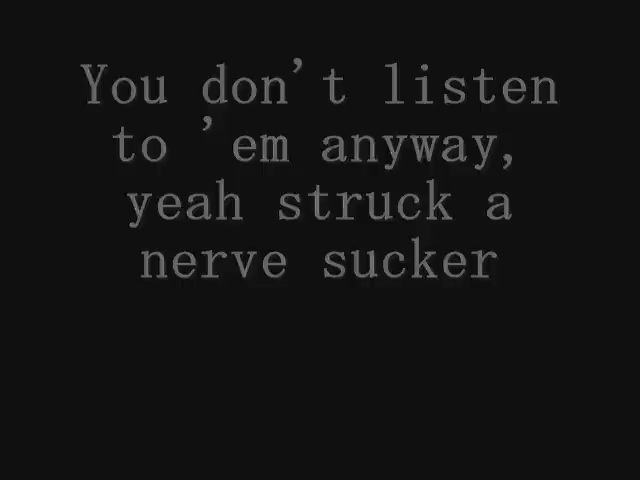 You don't listen
to 'em anyway,
yeah struck a
nerve sucker